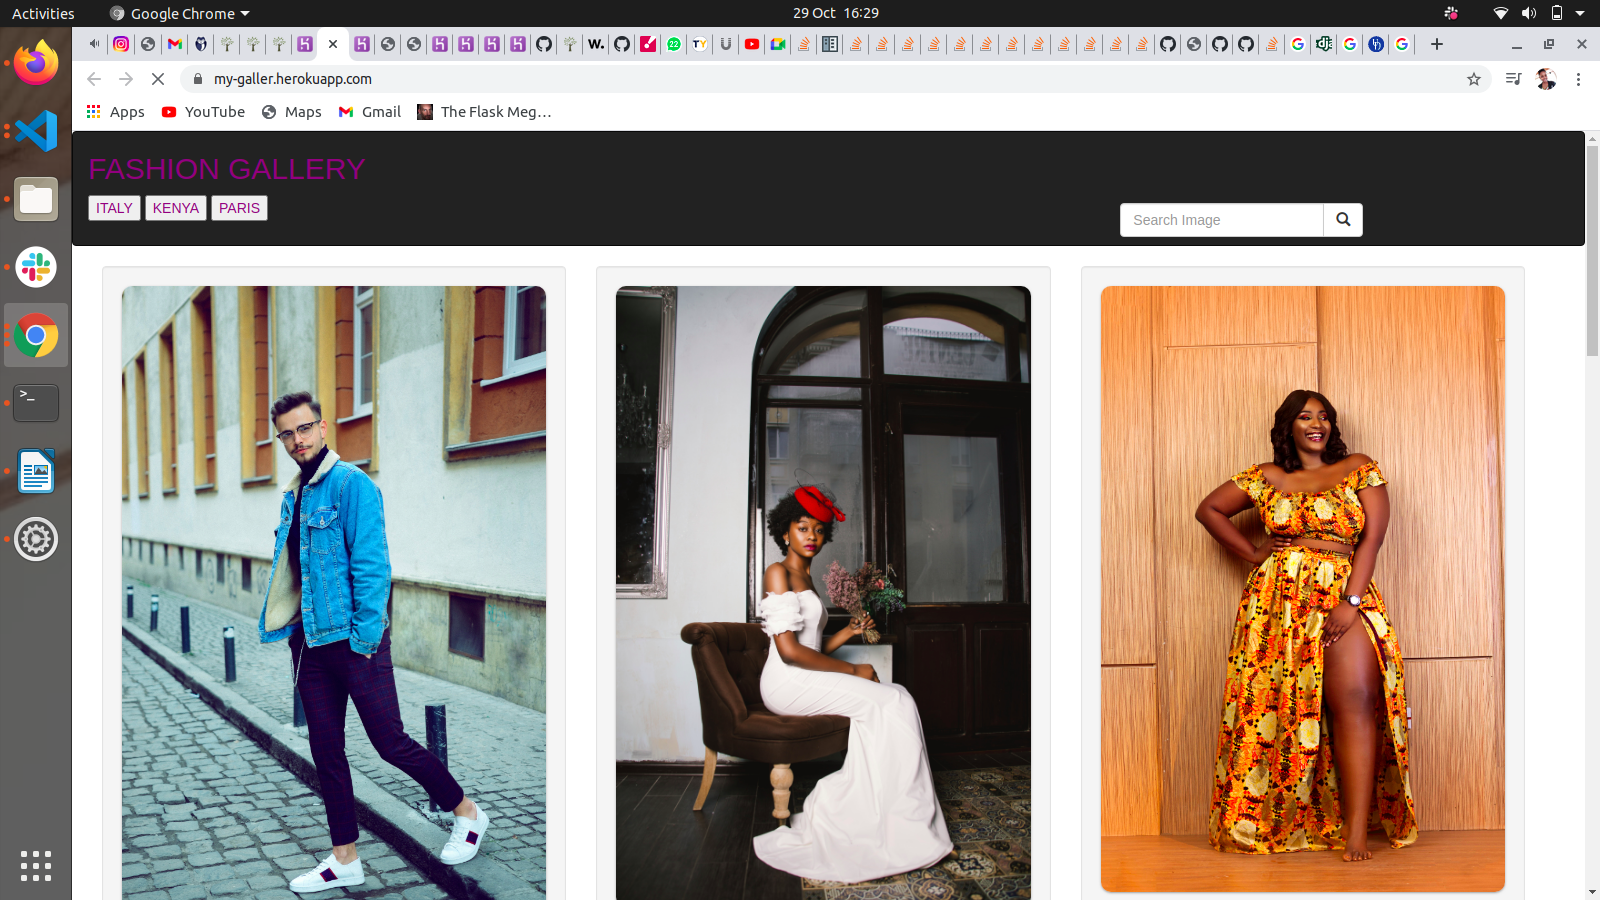 Activities
Google Chrome
29 Oct 16:29
my-galler.herokuapp.com
Apps
YouTube
Maps
Gmail
The Flask Meg...
FASHION GALLERY
ITALY
KENYA
PARIS
Search Image